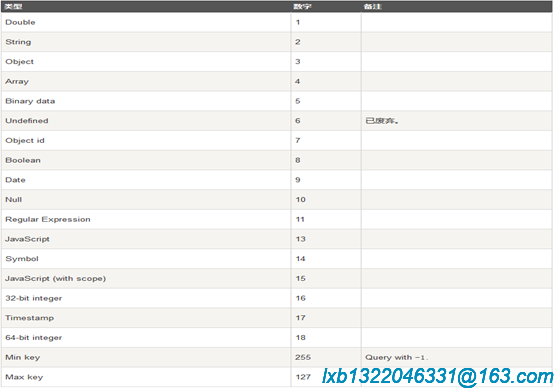 类型 数字 备注
Double 1
String 2
Object 3
Array 4
Binary data 5
Undefined 6 已废弃。
Object id 7
Boolean 8
Date 9
Null 10
Regular Expression 11
JavaScript 13
Symbol 14
JavaScript (with scope) 15
32-bit integer 16
Timestamp 17
64-bit integer 18
Min key 255 Query with -1.
Max key 127
lxb1322046331@163.com